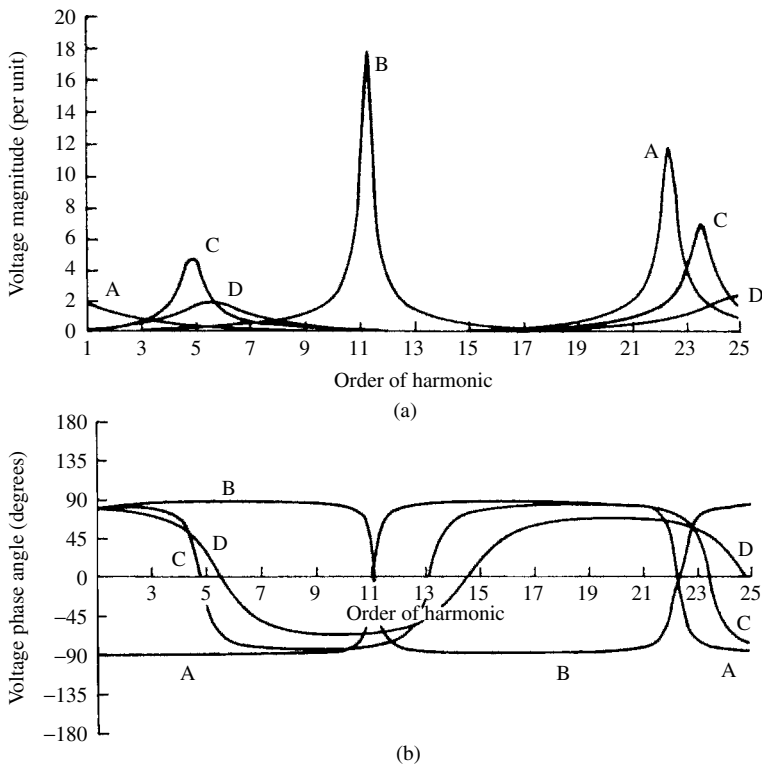 Voltage magnitude (per unit)
20
18
16
14
12
10
8
6
4
2
0
A
C
D
B
A
C
D
1 3 5 7 9 11 13 15 17 19 21 23 25
Order of harmonic
(a)
Voltage phase angle (degrees)
180
135
90
45
0
−45
−90
−135
−180
B
C
D
D
3 5 7 9 11 13 15 17 19 21 23 25
Order of harmonic
C
A
B
A
(b)